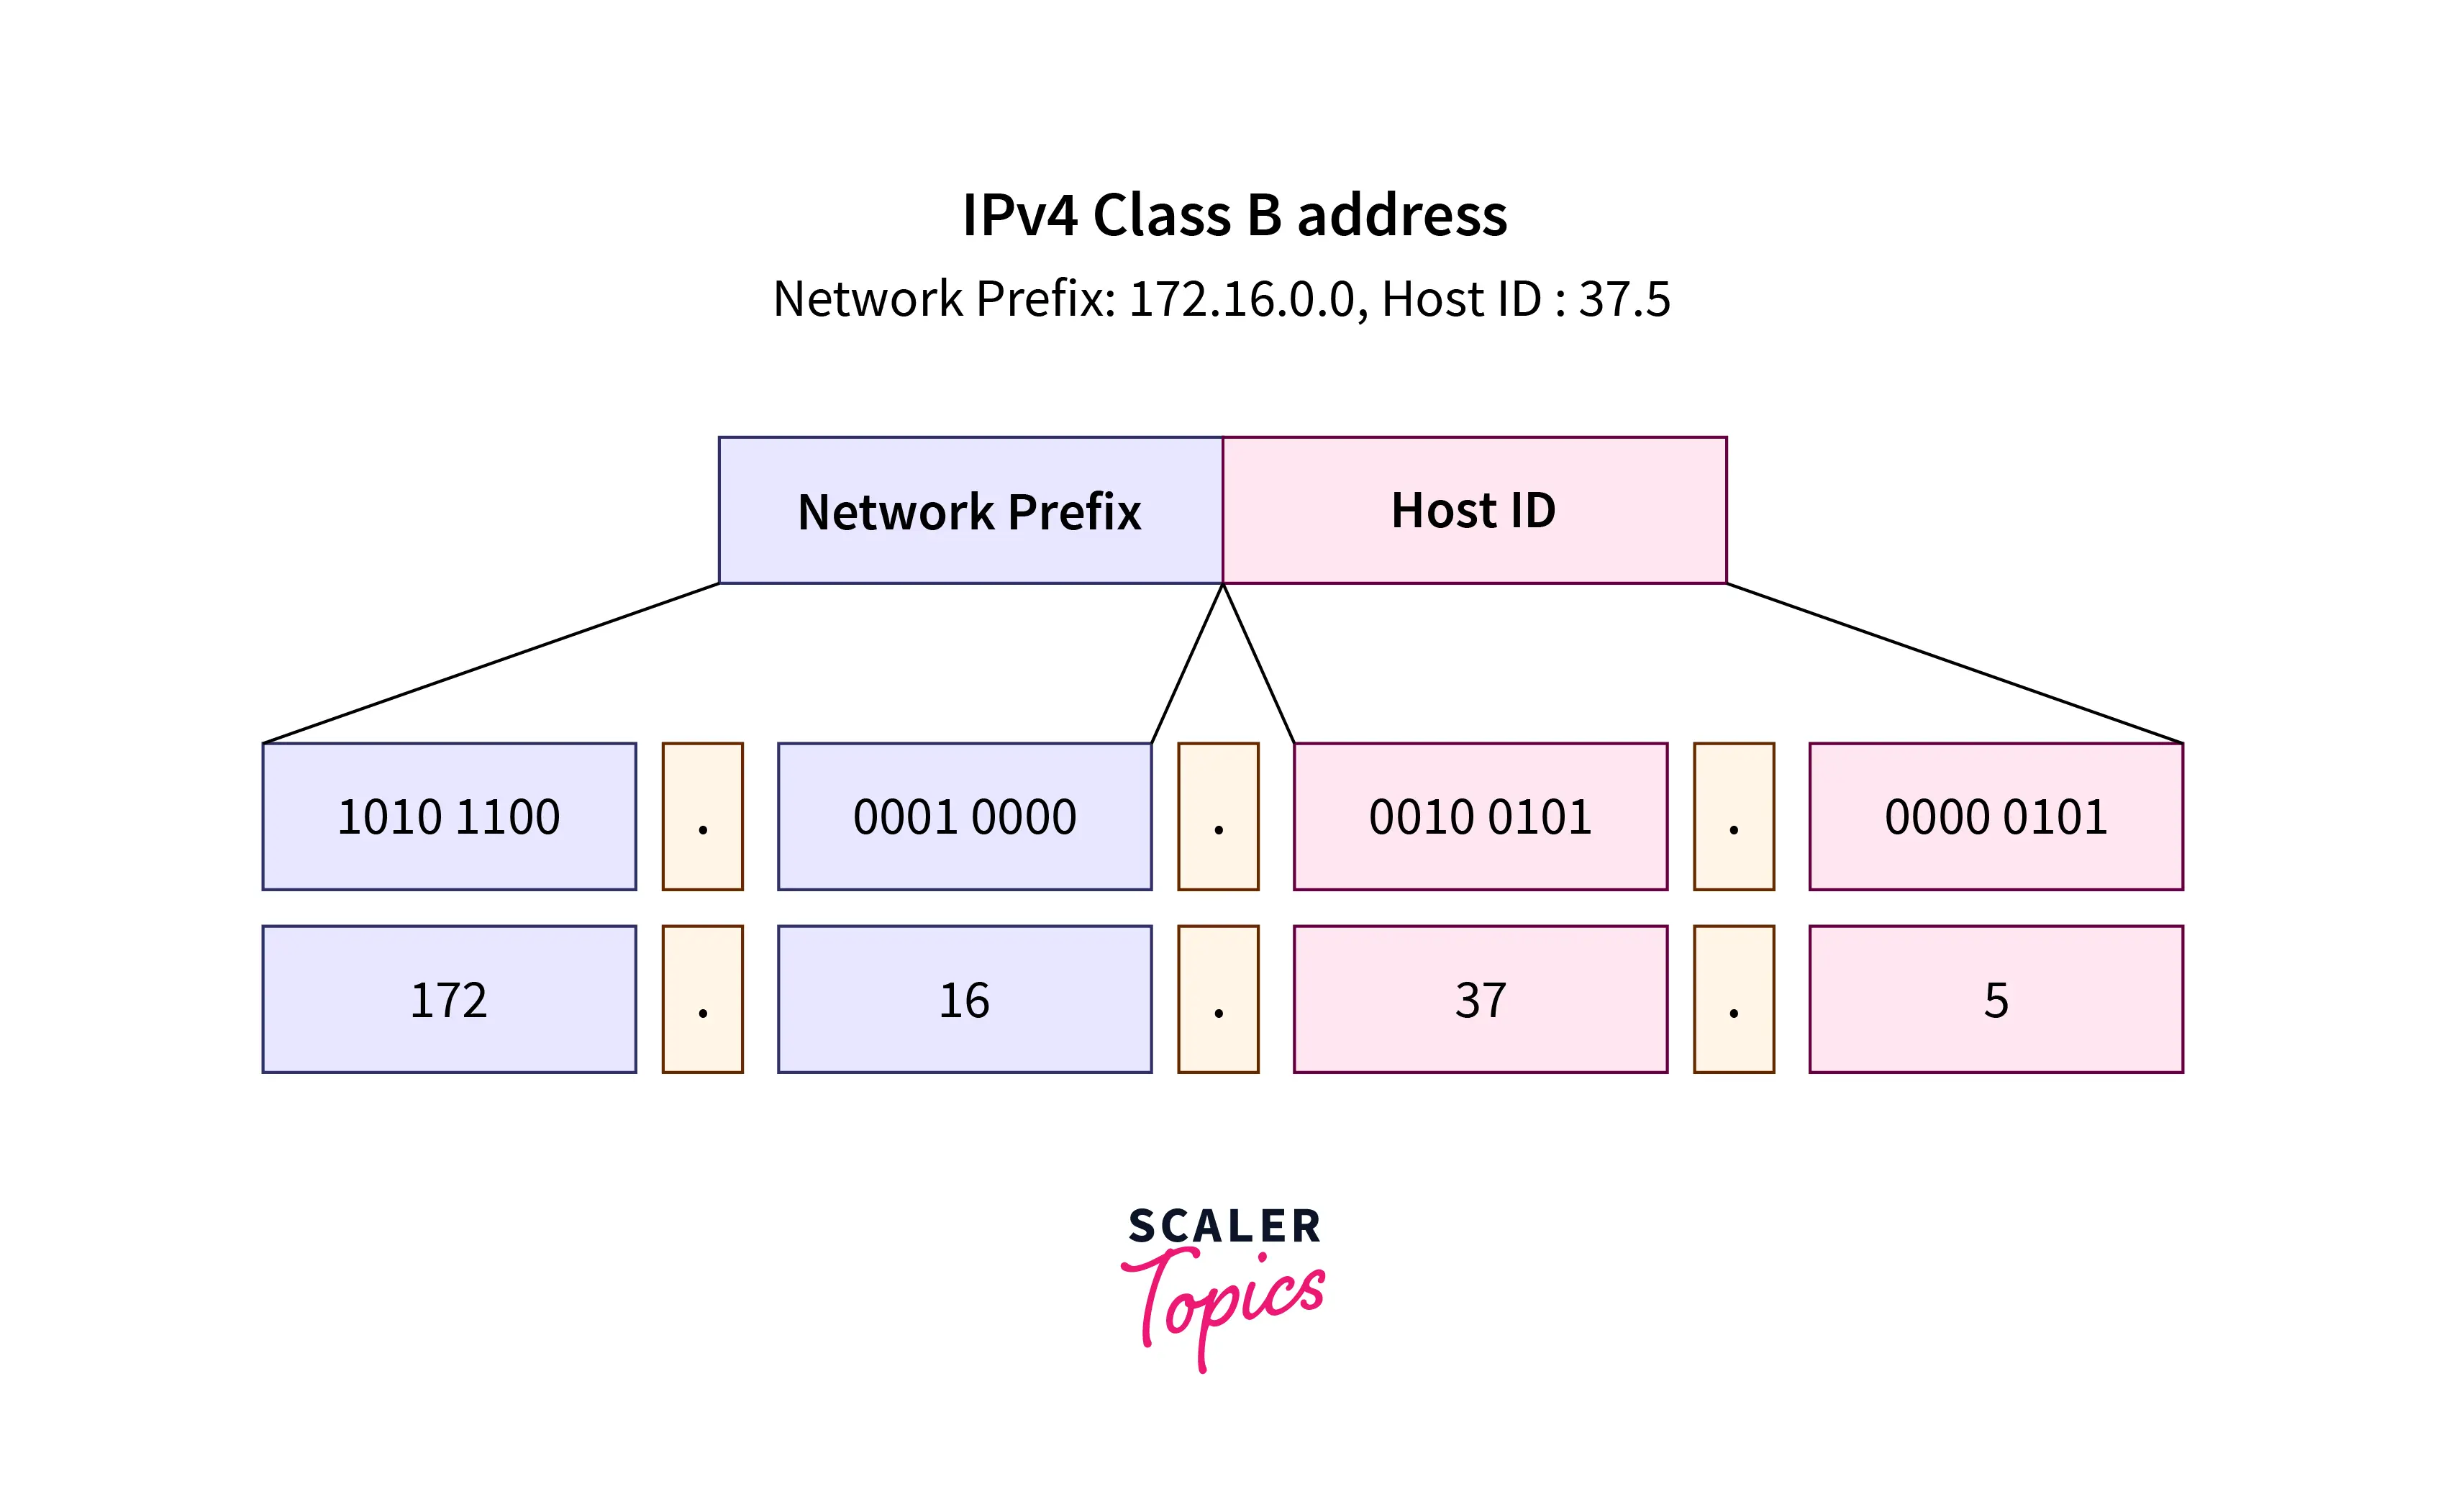 IPv4 Class B address
Network Prefix: 172.16.0.0, Host ID : 37.5
Network Prefix Host ID
1010 1100 . 0001 0000 . 0010 0101 . 0000 0101
172 . 16 . 37 . 5
SCALER
Topics